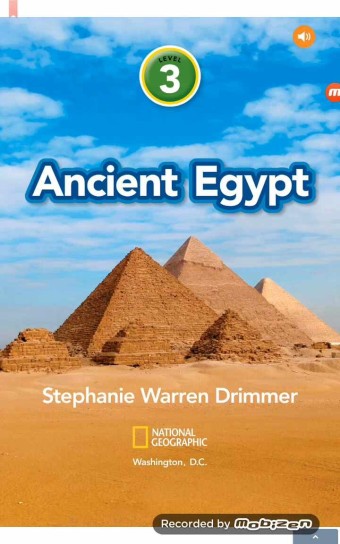 LEVEL
3
Ancient Egypt
Stephanie Warren Drimmer
NATIONAL
GEOGRAPHIC
Washington, D.C.
Recorded by mobizen